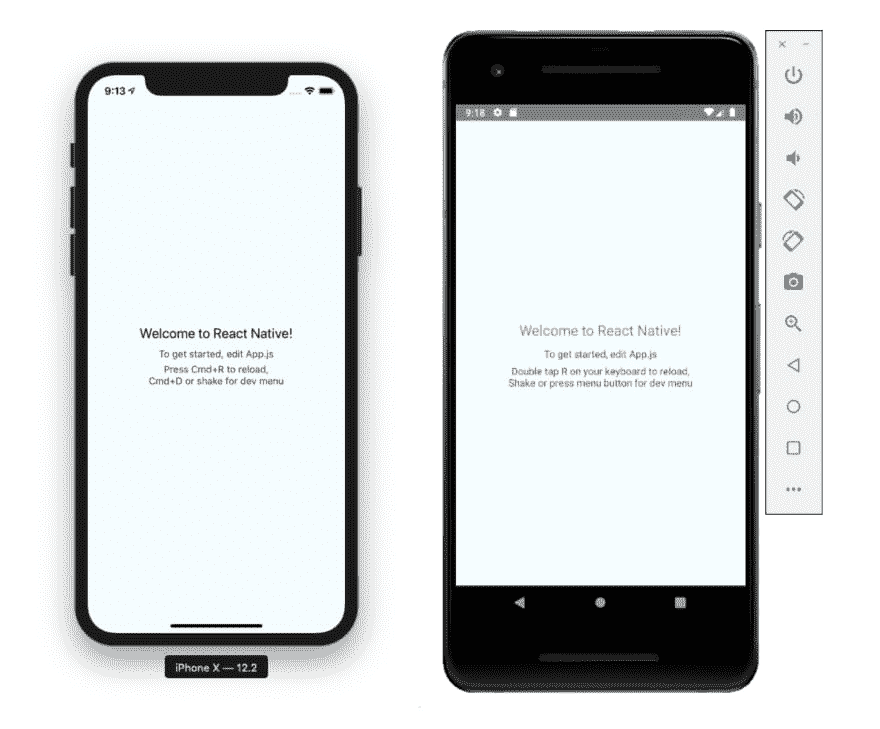 9:13
Welcome to React Native!
To get started, edit App.js
Press Cmd+R to reload,
Cmd+D or shake for dev menu
iPhone X — 12.2
9:18
Welcome to React Native!
To get started, edit App.js
Double tap R on your keyboard to reload,
Shake or press menu button for dev menu